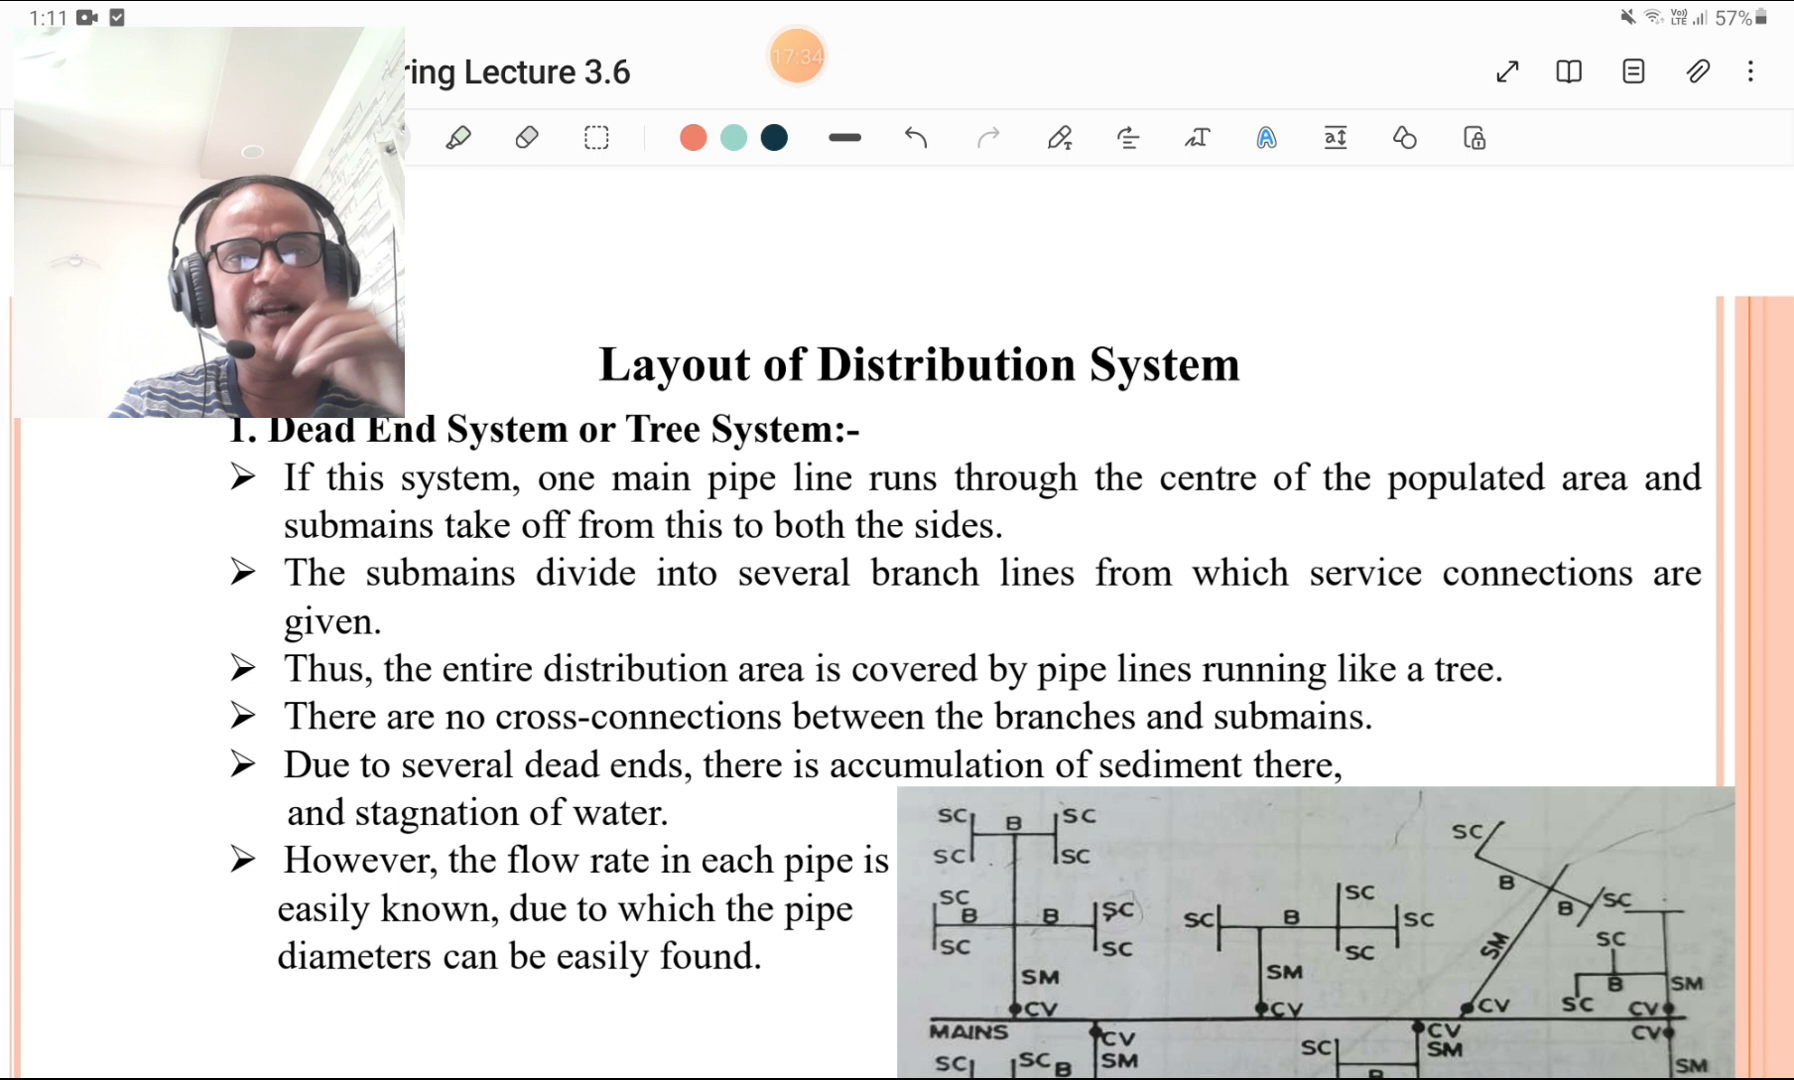 1:11
57%
ring Lecture 3.6
17:34
Layout of Distribution System
1. Dead End System or Tree System:-
➢ If this system, one main pipe line runs through the centre of the populated area and
submains take off from this to both the sides.
➢ The submains divide into several branch lines from which service connections are
given.
➢ Thus, the entire distribution area is covered by pipe lines running like a tree.
➢ There are no cross-connections between the branches and submains.
➢ Due to several dead ends, there is accumulation of sediment there,
and stagnation of water.
➢ However, the flow rate in each pipe is
easily known, due to which the pipe
diameters can be easily found.
SC B SC
SC SC
SC B B SC
SC SC
SM
CV
SC B SC SC
SC
SM
CV
SC
B B SC
SM
CV
SC
SC B SM
CV
MAINS
CV
SM
SC SC B
CV
SM
SC
B
CV
SM